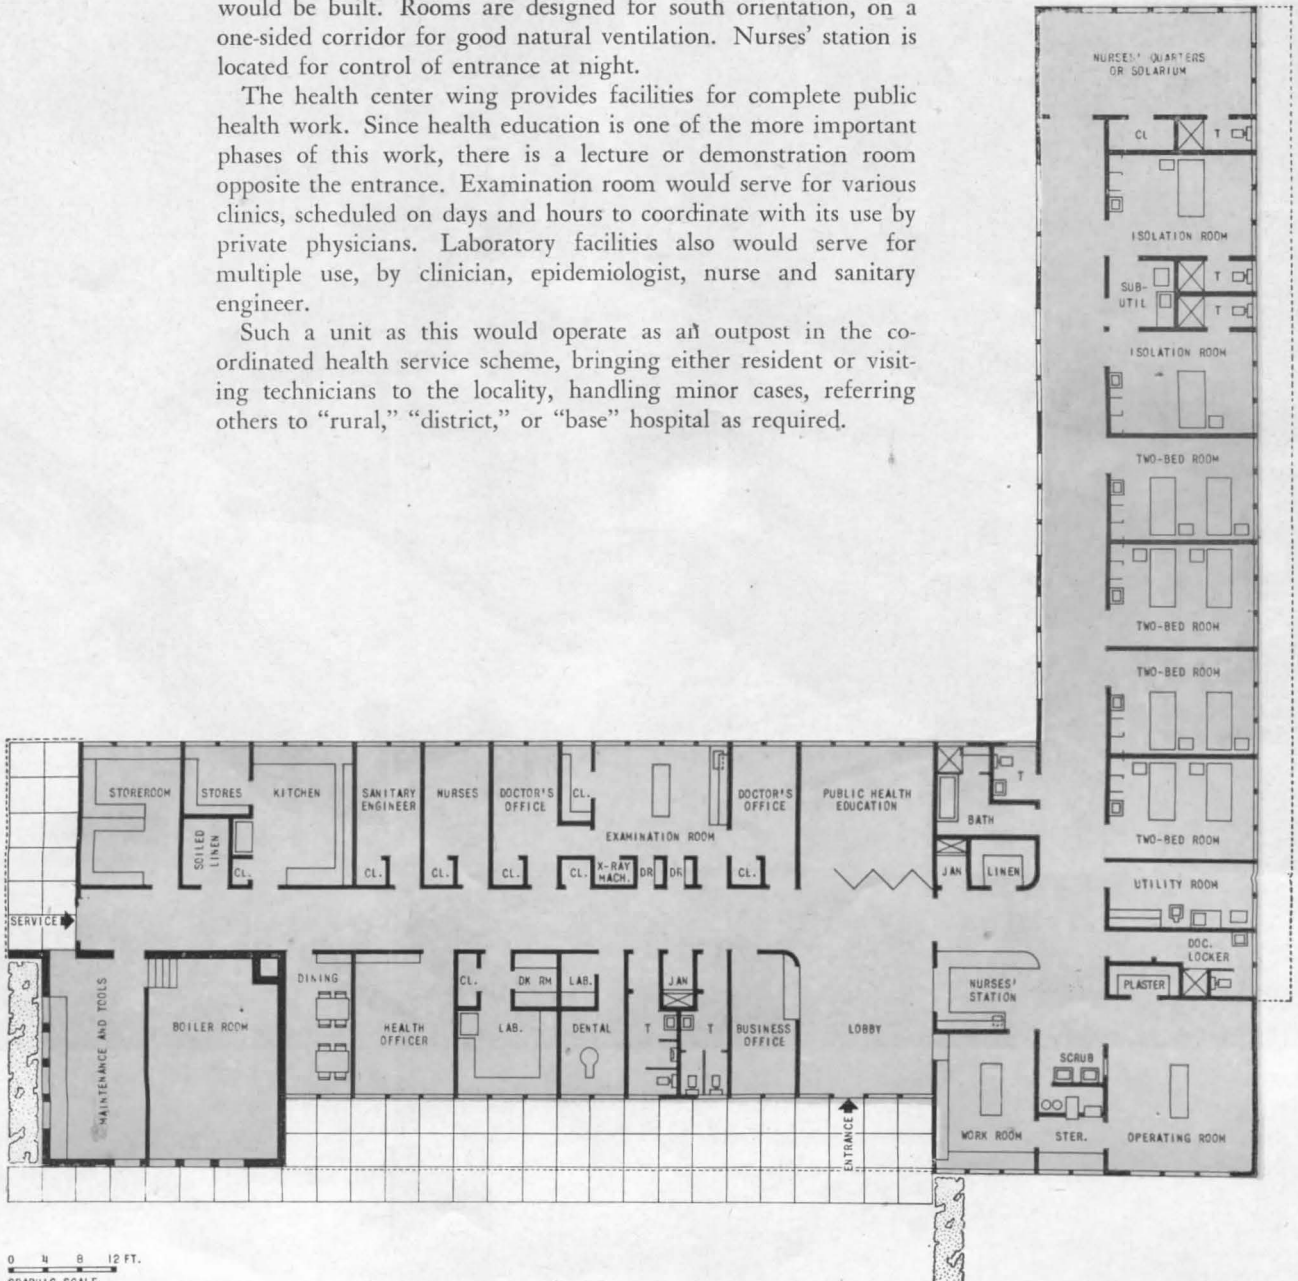 would be built. Rooms are designed for south orientation, on a
one-sided corridor for good natural ventilation. Nurses' station is
located for control of entrance at night.
The health center wing provides facilities for complete public
health work. Since health education is one of the more important
phases of this work, there is a lecture or demonstration room
opposite the entrance. Examination room would serve for various
clinics, scheduled on days and hours to coordinate with its use by
private physicians. Laboratory facilities also would serve for
multiple use, by clinician, epidemiologist, nurse and sanitary
engineer.
Such a unit as this would operate as an outpost in the co-
ordinated health service scheme, bringing either resident or visit-
ing technicians to the locality, handling minor cases, referring
others to “rural,” “district,” or “base” hospital as required.
NURSES' QUARTERS
OR SOLARIUM
CL
T
ISOLATION ROOM
SUB-
UTIL
T
T
ISOLATION ROOM
TWO-BED ROOM
TWO-BED ROOM
TWO-BED ROOM
TWO-BED ROOM
UTILITY ROOM
DOC.
LOCKER
PLASTER
STOREROOM
STORES
KITCHEN
SOILED
LINEN
CL.
SANITARY
ENGINEER
CL.
NURSES
CL.
DOCTOR'S
OFFICE
CL.
CL.
EXAMINATION ROOM
CL.
X-RAY
MACH.
DR
DR
DOCTOR'S
OFFICE
CL.
PUBLIC HEALTH
EDUCATION
BATH
T
JAN
LINEN
SERVICE
MAINTENANCE AND TOOLS
BOILER ROOM
DINING
HEALTH
OFFICER
CL.
DK RM
LAB.
LAB.
DENTAL
T
JAN
T
BUSINESS
OFFICE
LOBBY
ENTRANCE
NURSES'
STATION
WORK ROOM
SCRUB
STER.
OPERATING ROOM
0 4 8 12 FT.
GRAPHIC SCALE